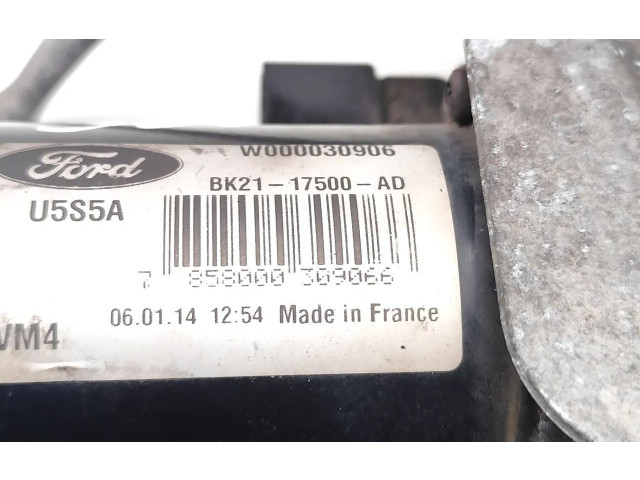 Ford
W000030906
BK21-17500-AD
U5S5A
7 858000 309066
06.01.14 12:54 Made in France
VM4